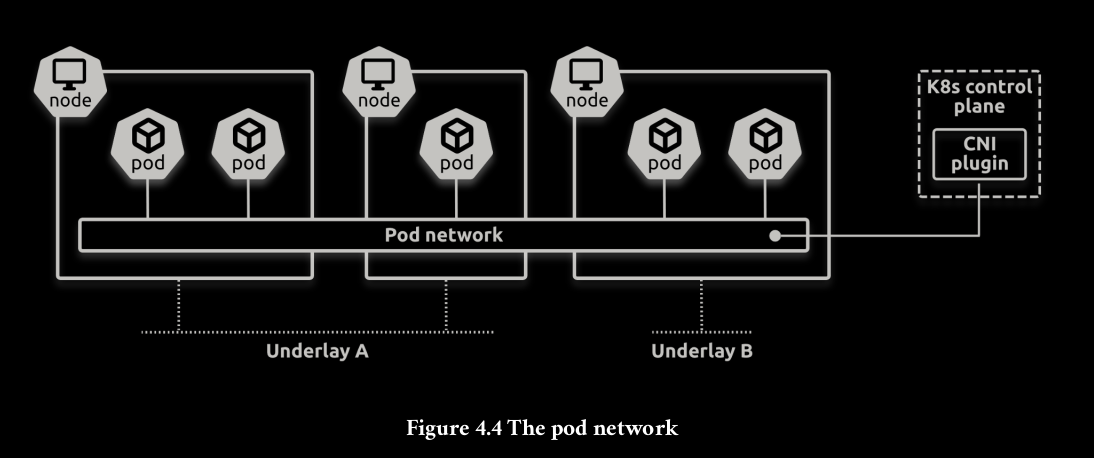 node
node
node
K8s control
plane
CNI
plugin
pod
pod
pod
pod
pod
Pod network
Underlay A
Underlay B
Figure 4.4 The pod network